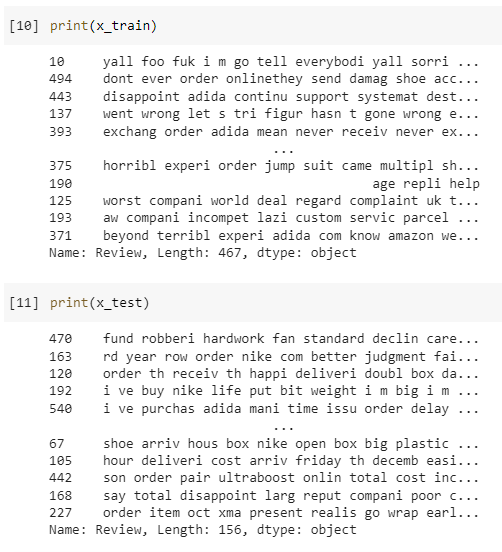 [10] print(x_train)
10 yall foo fuk i m go tell everybodi yall sorri ...
494 dont ever order onlinethey send damag shoe acc...
443 disappoint adida continu support systemat dest...
137 went wrong let s tri figur hasn t gone wrong e...
393 exchang order adida mean never receiv never ex...
...
375 horribl experi order jump suit came multipl sh...
190 age repli help
125 worst compani world deal regard complaint uk t...
193 aw compani incompet lazi custom servic parcel ...
371 beyond terribl experi adida com know amazon we...
Name: Review, Length: 467, dtype: object
[11] print(x_test)
470 fund robberi hardwork fan standard declin care...
163 rd year row order nike com better judgment fai...
120 order th receiv th happi deliveri doubl box da...
192 i ve buy nike life put bit weight i m big i m ...
540 i ve purchas adida mani time issu order delay ...
...
67 shoe arriv hous box nike open box big plastic ...
105 hour deliveri cost arriv friday th decemb easi...
442 son order pair ultraboost onlin total cost inc...
168 say total disappoint larg reput compani poor c...
227 order item oct xma present realis go wrap earl...
Name: Review, Length: 156, dtype: object